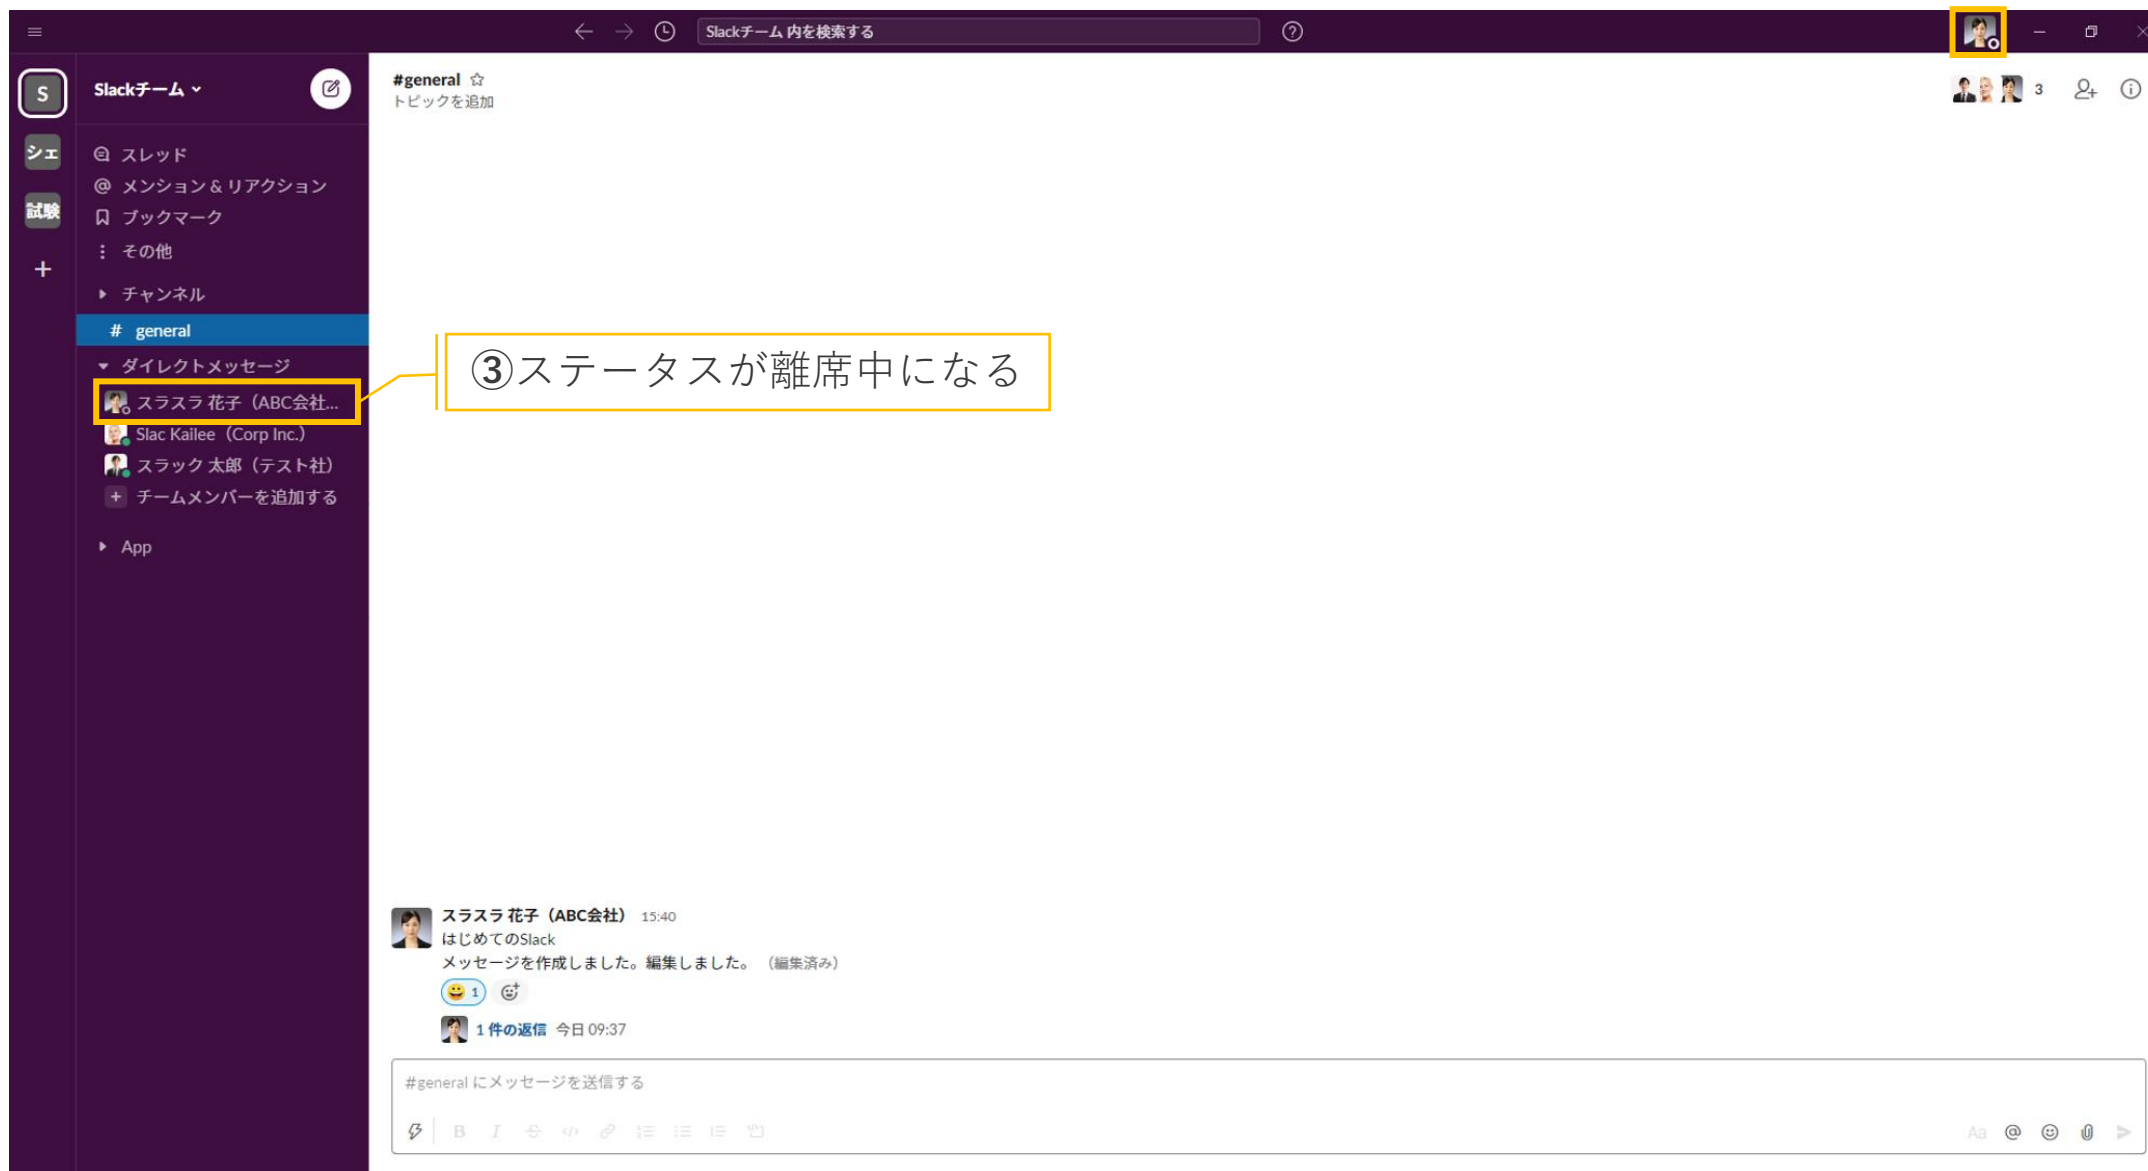 Slackチーム 内を検索する
S
シェ
試験
Slackチーム
スレッド
@ メンション & リアクション
ブックマーク
その他
チャンネル
# general
ダイレクトメッセージ
スラスラ 花子（ABC会社...
Slac Kailee（Corp Inc.）
スラック 太郎（テスト社）
+ チームメンバーを追加する
App
#general
トピックを追加
3
③ステータスが離席中になる
スラスラ 花子（ABC会社） 15:40
はじめてのSlack
メッセージを作成しました。編集しました。 （編集済み）
1
1 件の返信 今日 09:37
#general にメッセージを送信する
B I S </>
Aa @